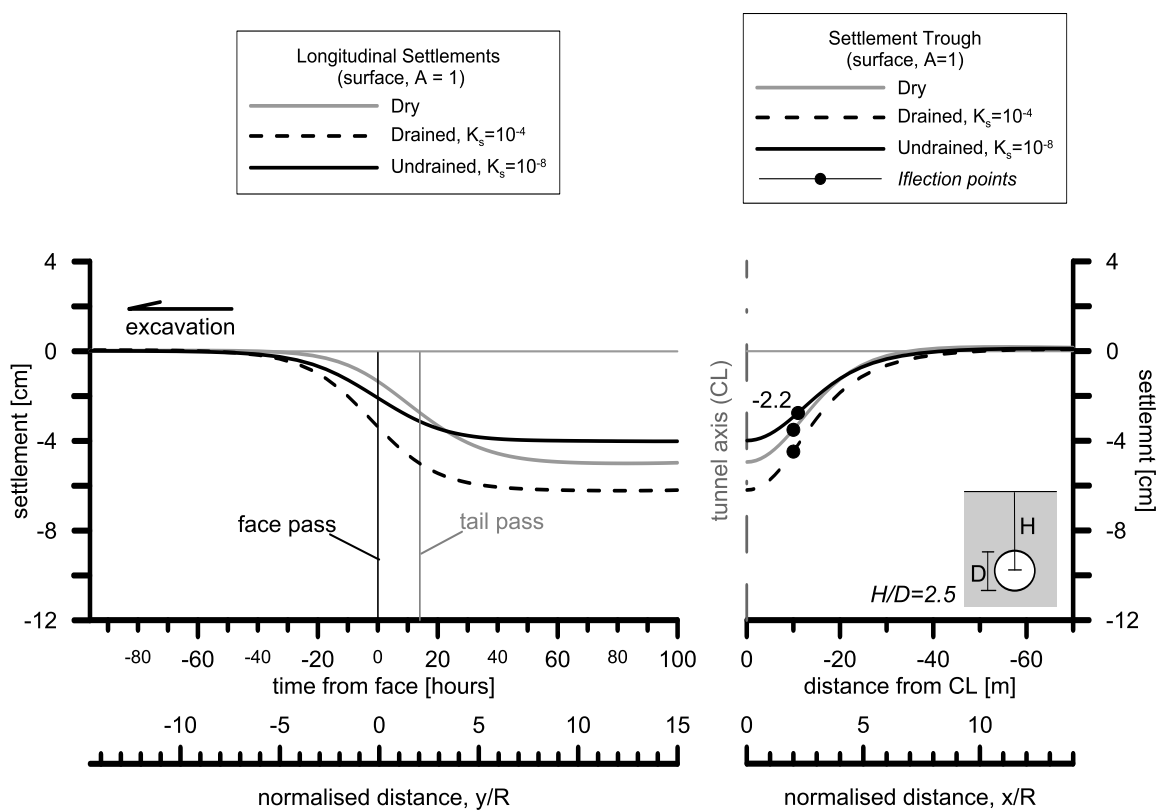 Longitudinal Settlements
(surface, A = 1)
Dry
Drained, Ks=10-4
Undrained, Ks=10-8
Settlement Trough
(surface, A=1)
Dry
Drained, Ks=10-4
Undrained, Ks=10-8
Iflection points
4
0
-4
-8
-12
settlement [cm]
excavation
face pass
tail pass
-80 -60 -40 -20 0 20 40 60 80 100
time from face [hours]
-10 -5 0 5 10 15
normalised distance, y/R
tunnel axis (CL)
-2.2
H
D
H/D=2.5
4
0
-4
-8
-12
settlemnt [cm]
0 -20 -40 -60
distance from CL [m]
0 5 10
normalised distance, x/R